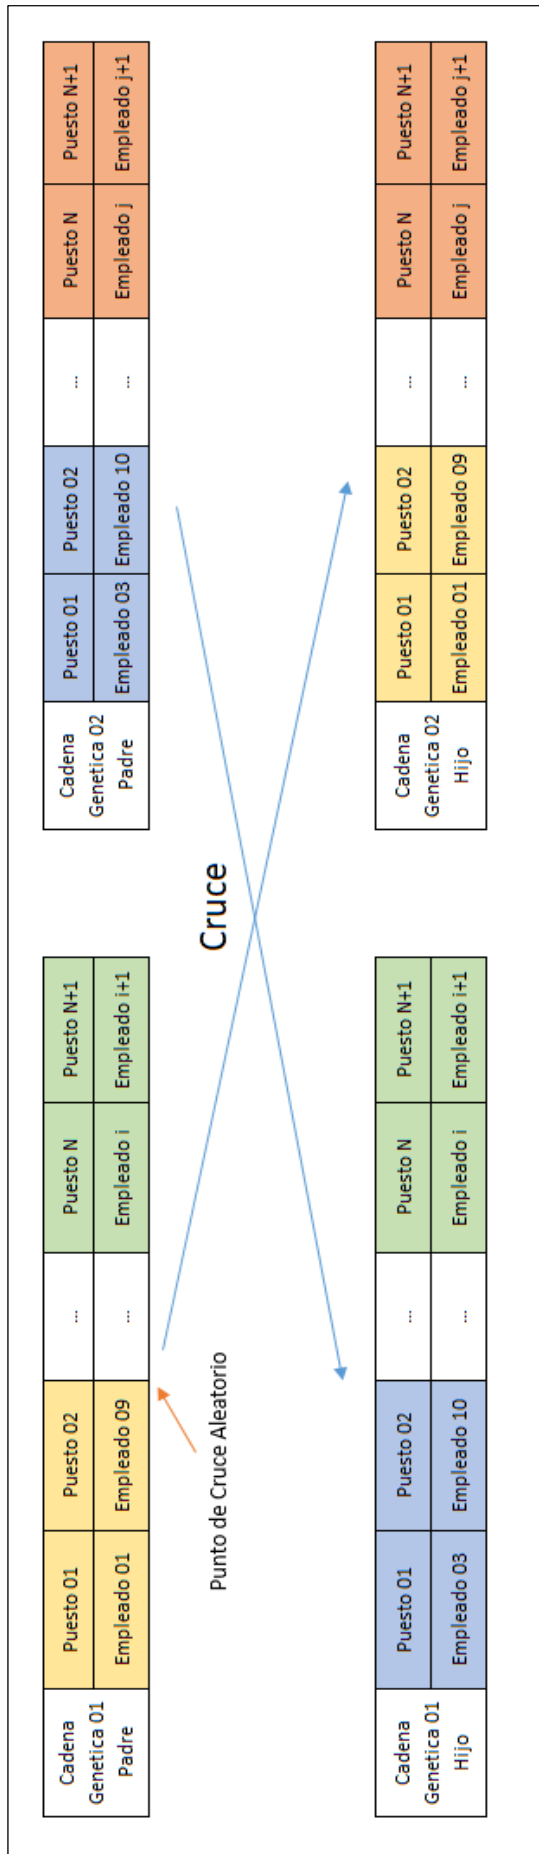 Cadena
Genetica 01
Padre
Puesto 01
Puesto 02
...
Puesto N
Puesto N+1
Empleado 01
Empleado 09
...
Empleado i
Empleado i+1
Cadena
Genetica 02
Padre
Puesto 01
Puesto 02
...
Puesto N
Puesto N+1
Empleado 03
Empleado 10
...
Empleado j
Empleado j+1
Cruce
Punto de Cruce Aleatorio
Cadena
Genetica 01
Hijo
Puesto 01
Puesto 02
...
Puesto N
Puesto N+1
Empleado 03
Empleado 10
...
Empleado i
Empleado i+1
Cadena
Genetica 02
Hijo
Puesto 01
Puesto 02
...
Puesto N
Puesto N+1
Empleado 01
Empleado 09
...
Empleado j
Empleado j+1